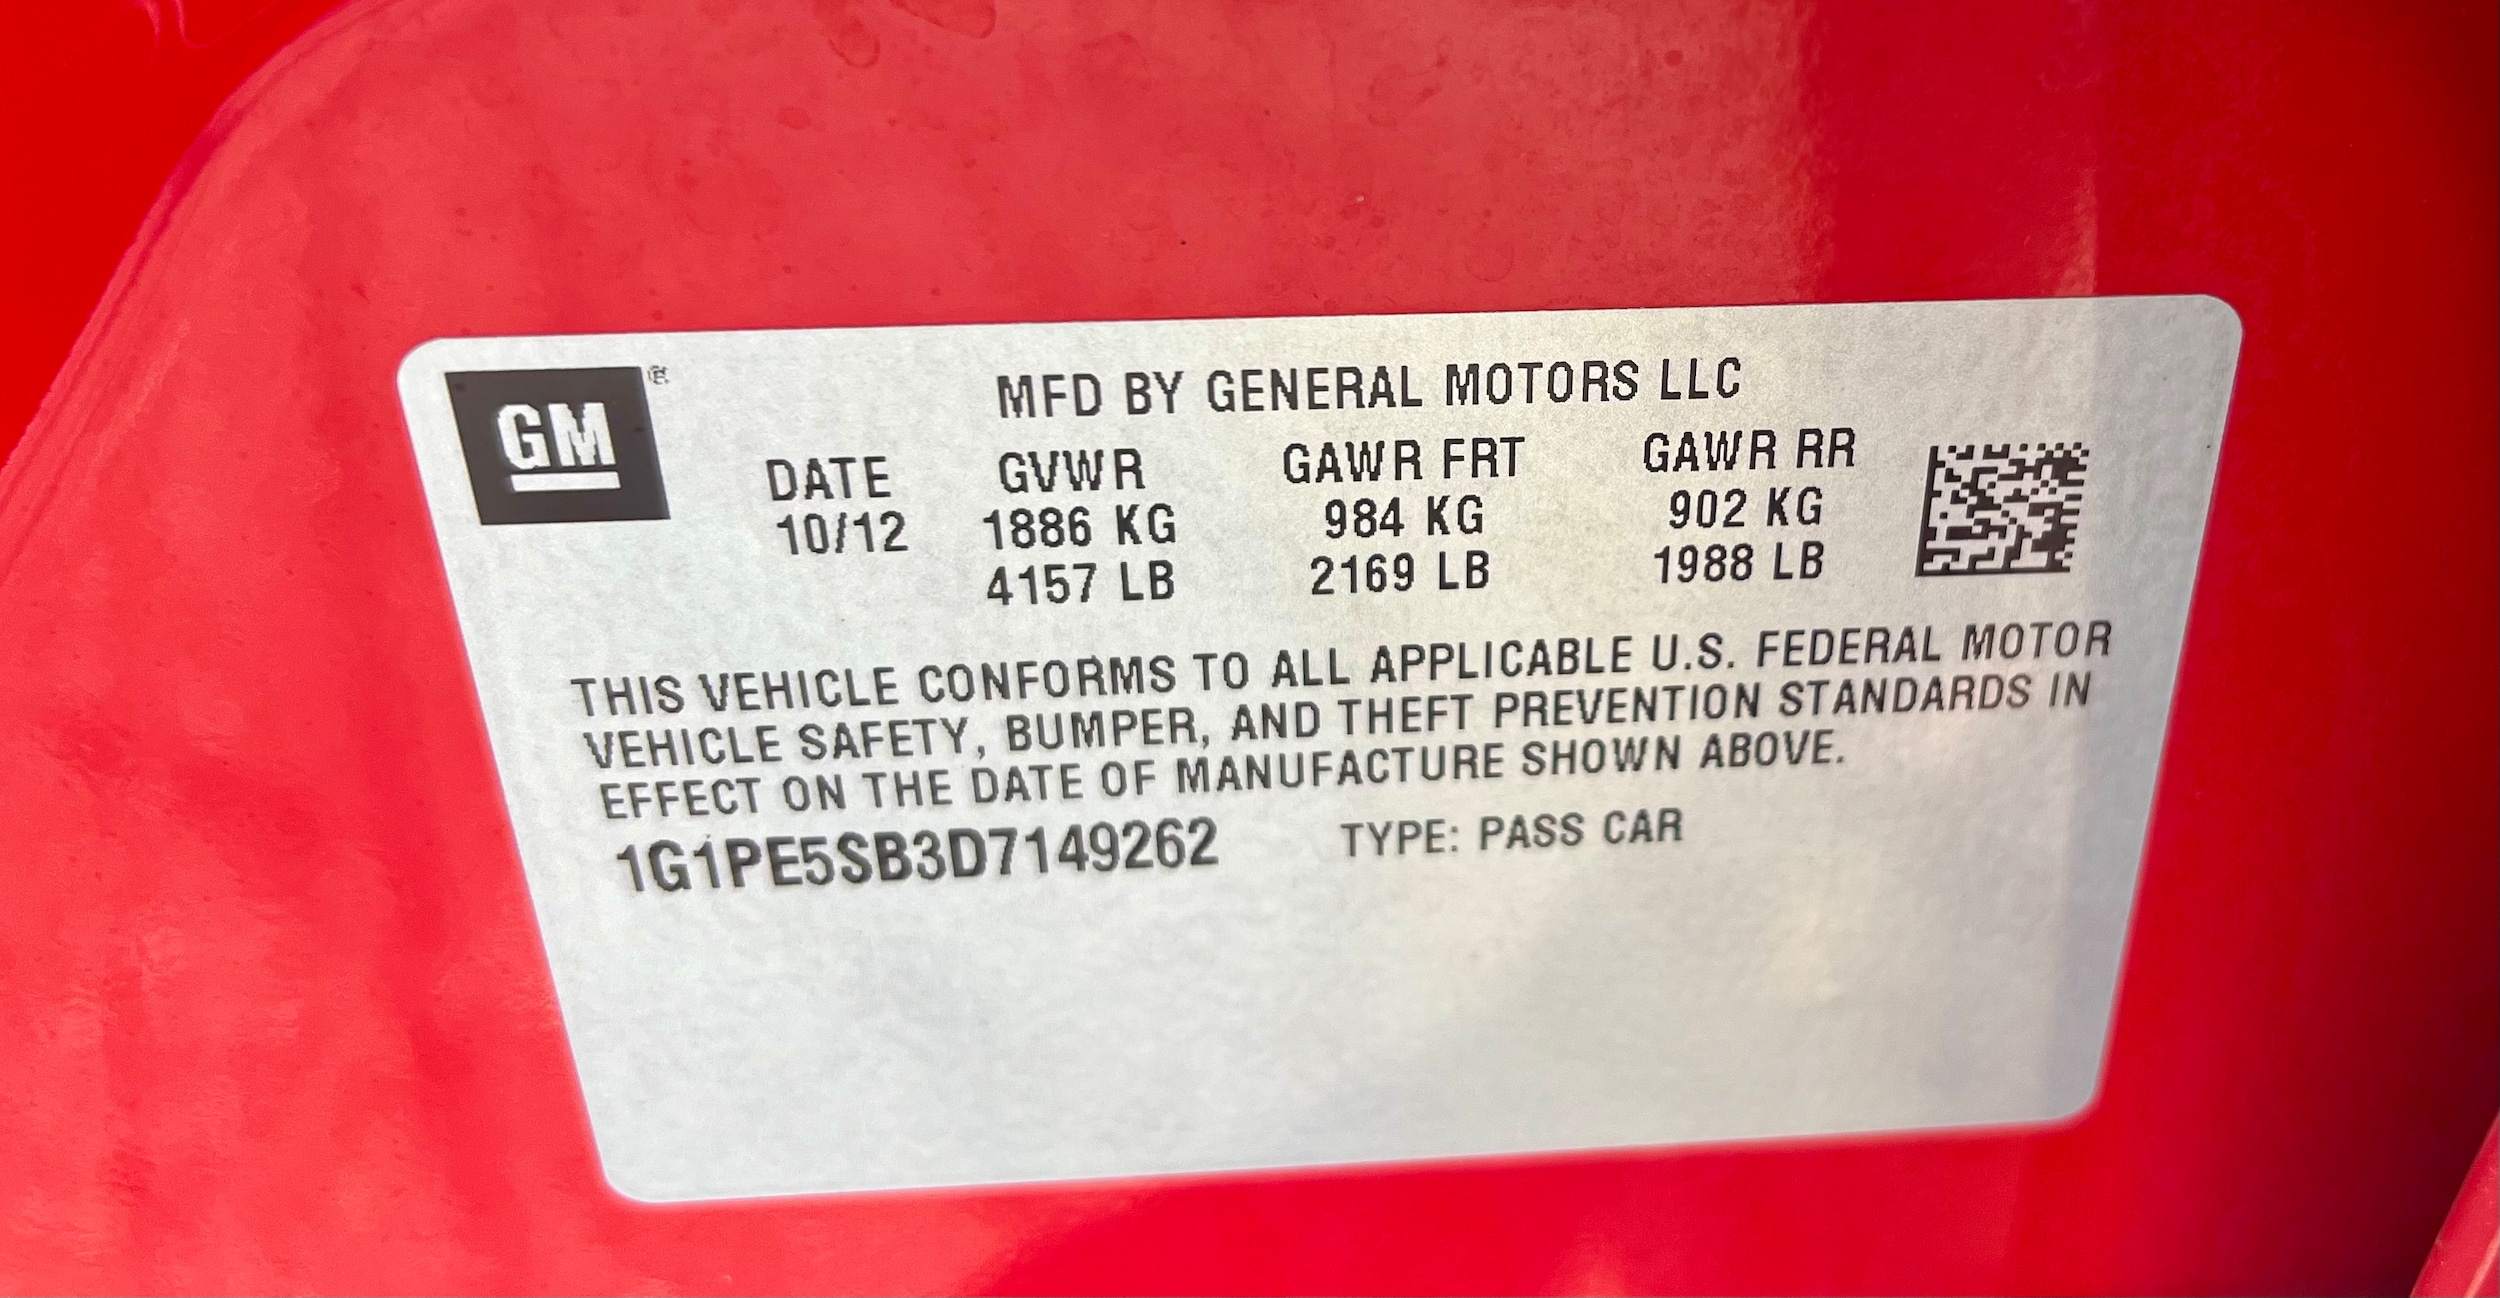 GM ®
MFD BY GENERAL MOTORS LLC
DATE GVWR GAWR FRT GAWR RR
10/12 1886 KG 984 KG 902 KG
4157 LB 2169 LB 1988 LB
THIS VEHICLE CONFORMS TO ALL APPLICABLE U.S. FEDERAL MOTOR
VEHICLE SAFETY, BUMPER, AND THEFT PREVENTION STANDARDS IN
EFFECT ON THE DATE OF MANUFACTURE SHOWN ABOVE.
1G1PE5SB3D7149262 TYPE: PASS CAR